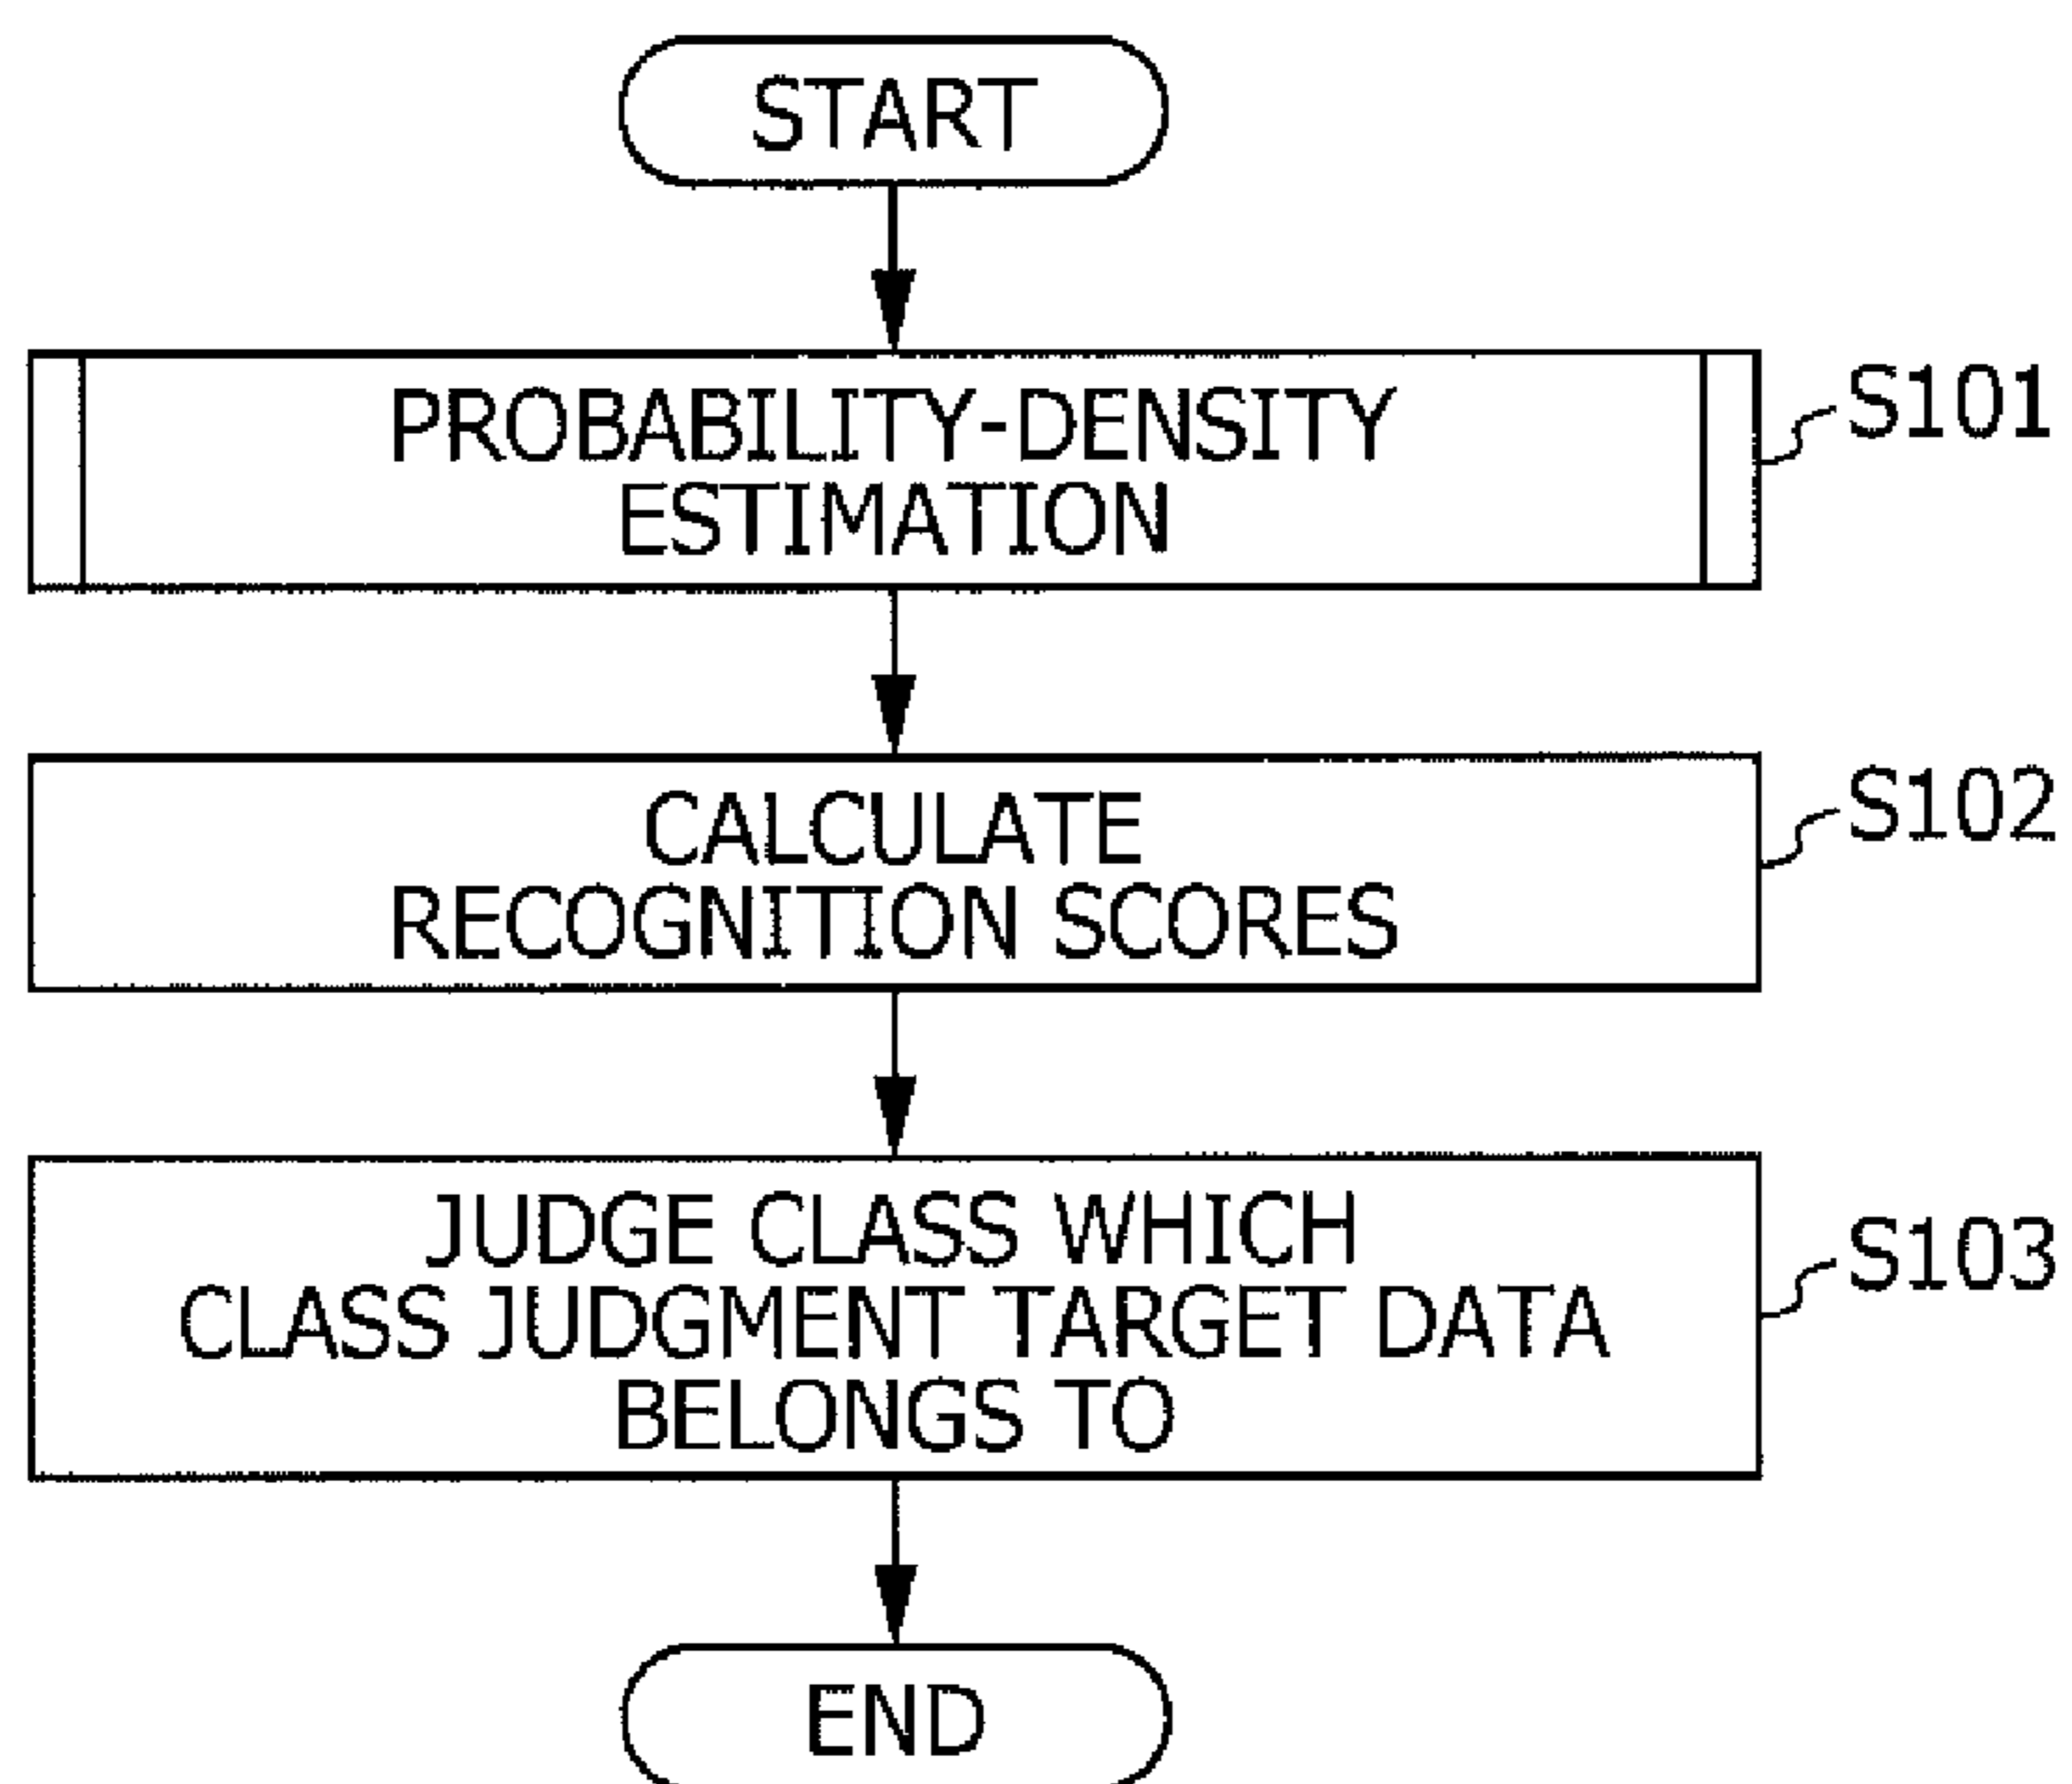 START
PROBABILITY-DENSITY
ESTIMATION
S101
CALCULATE
RECOGNITION SCORES
S102
JUDGE CLASS WHICH
CLASS JUDGMENT TARGET DATA
BELONGS TO
S103
END